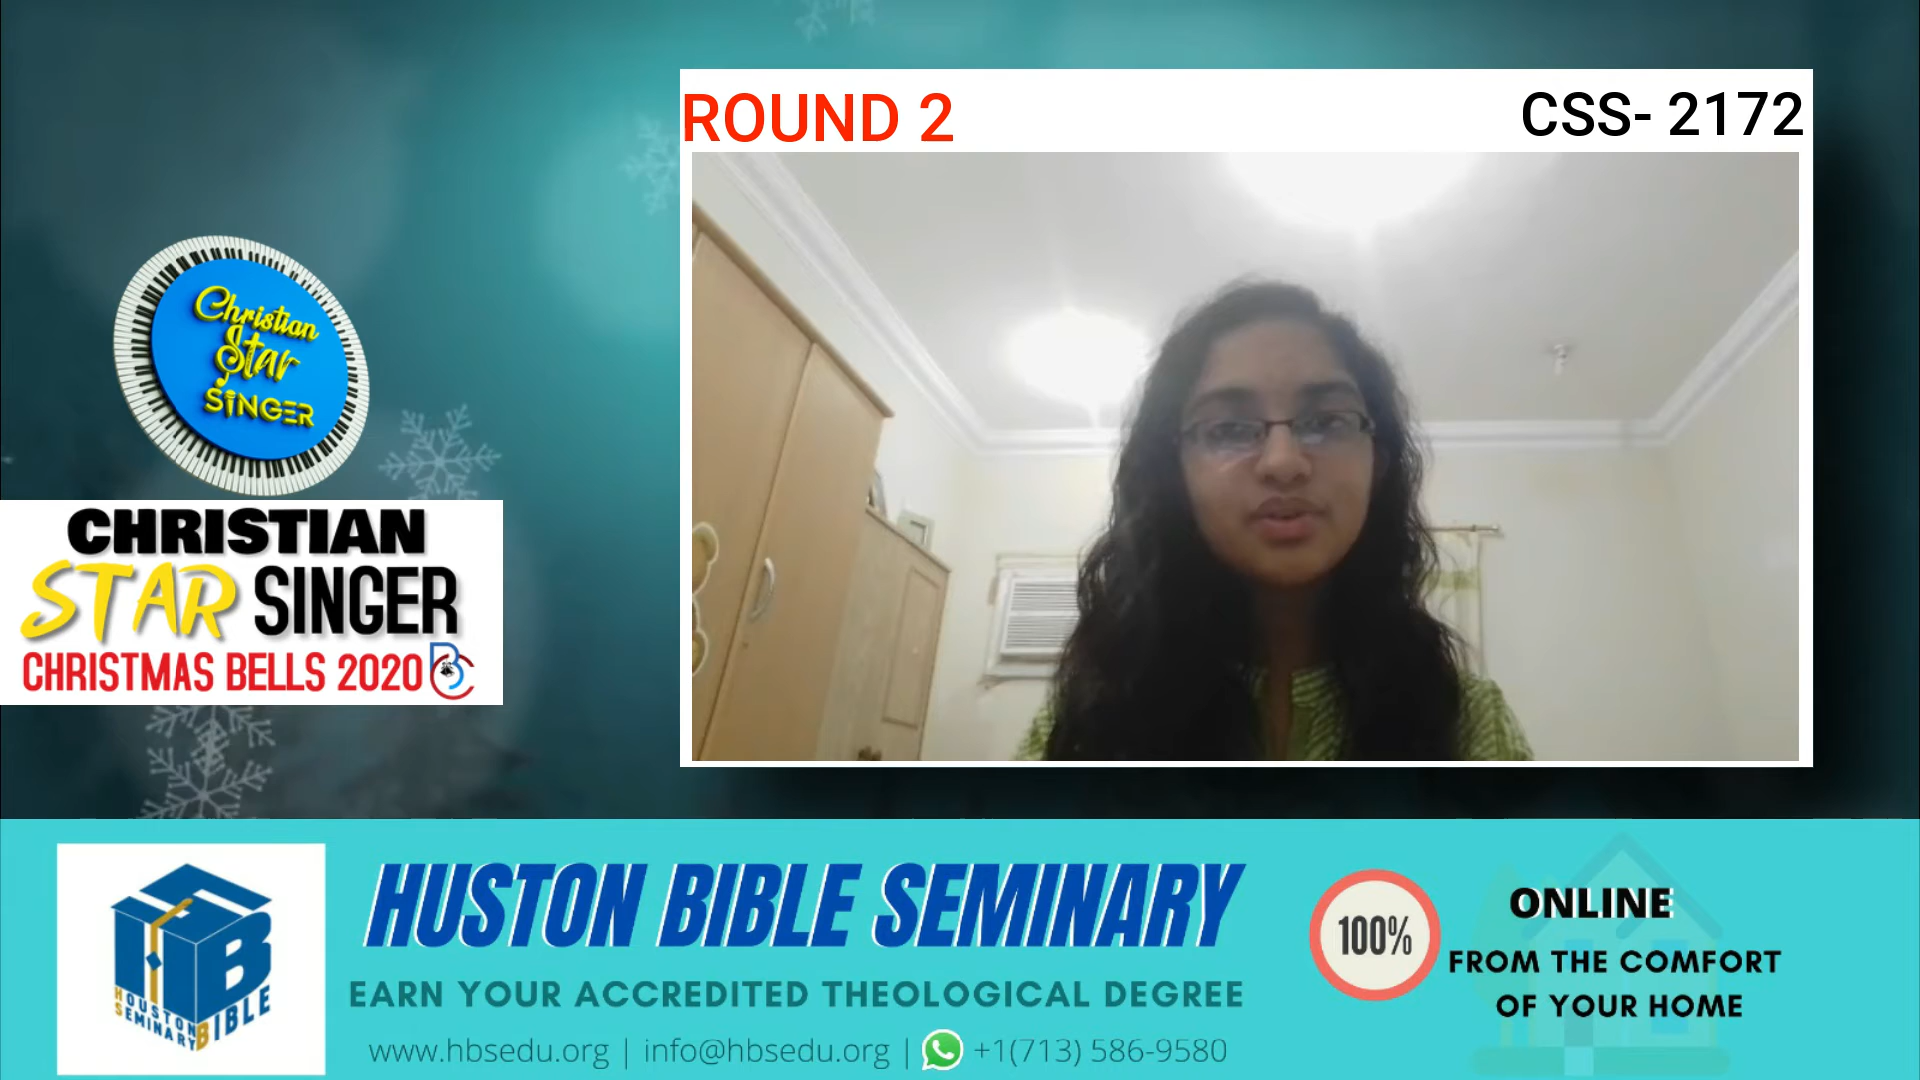 ROUND 2
CSS- 2172
Christian
Star
SiNGER
CHRISTIAN
STAR SINGER
CHRISTMAS BELLS 2020
BC
HB
HOUSTON BIBLE
SEMINARY
HUSTON BIBLE SEMINARY
EARN YOUR ACCREDITED THEOLOGICAL DEGREE
www.hbsedu.org | info@hbsedu.org | +1(713) 586-9580
100%
ONLINE
FROM THE COMFORT
OF YOUR HOME